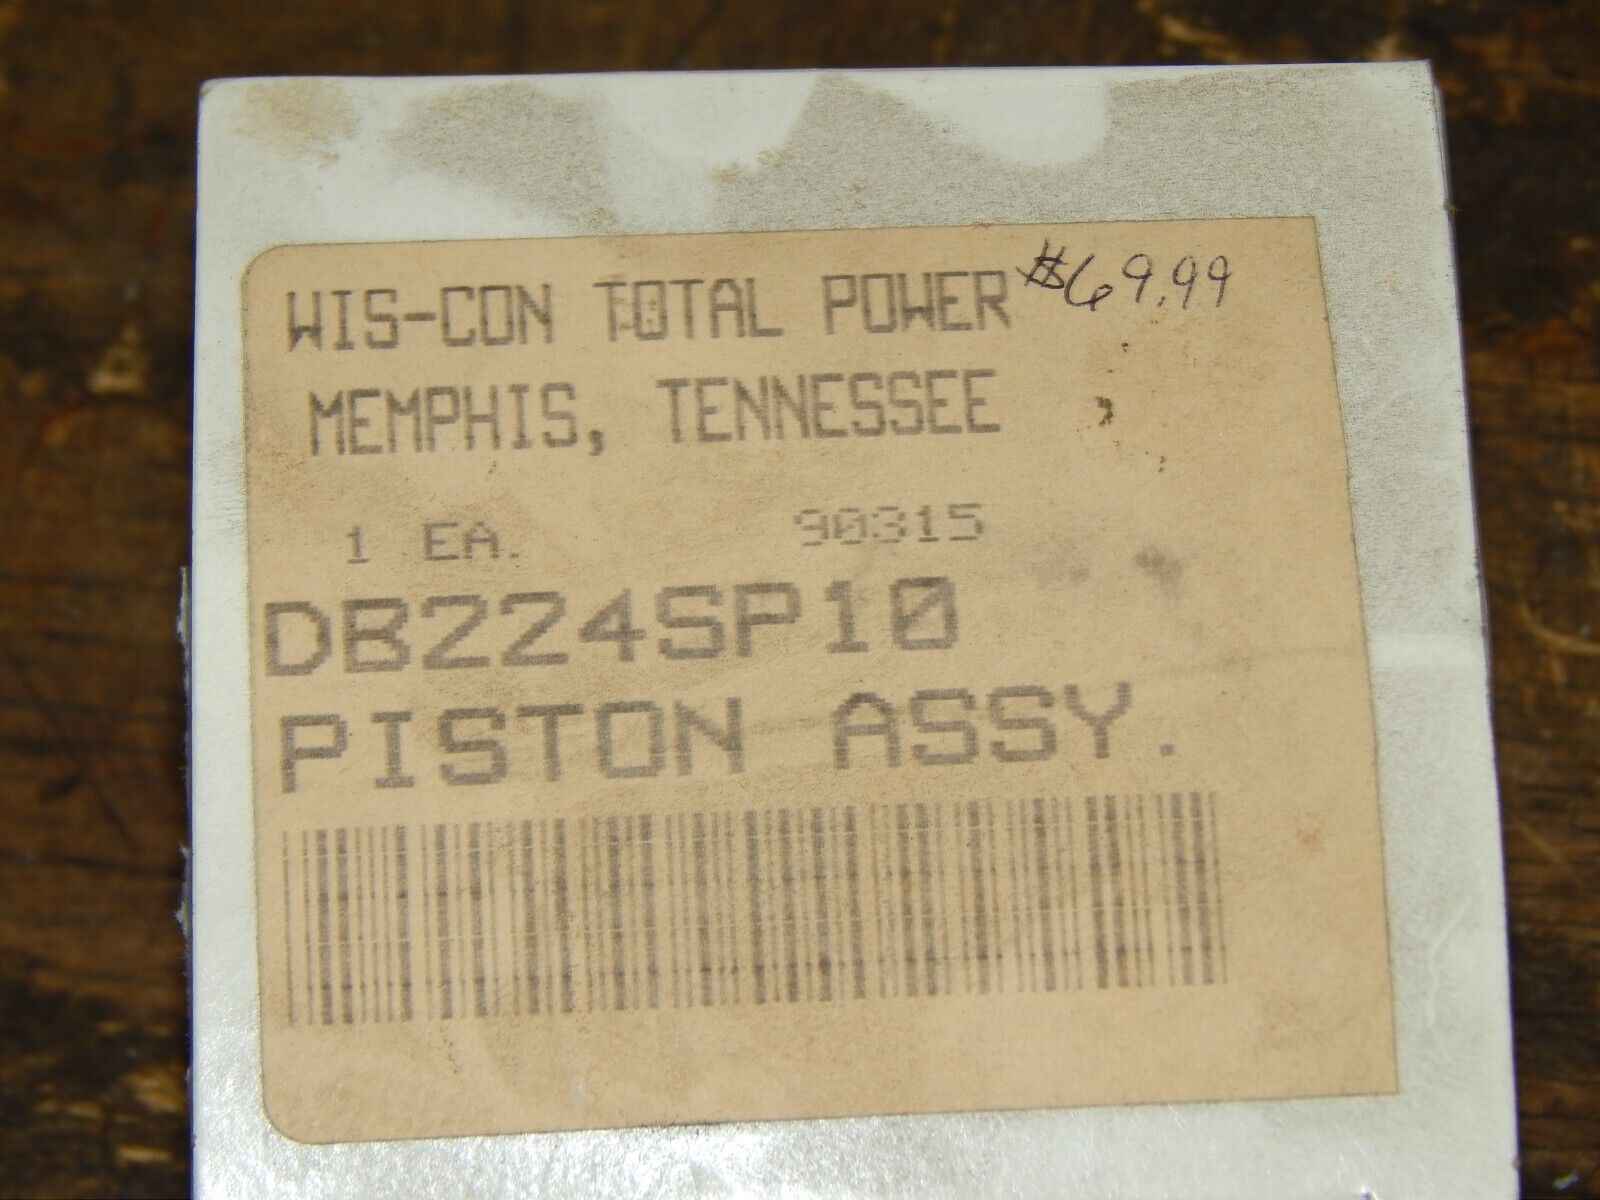 WIS-CON TOTAL POWER $69.99
MEMPHIS, TENNESSEE
1 EA. 90315
DB224SP10
PISTON ASSY.